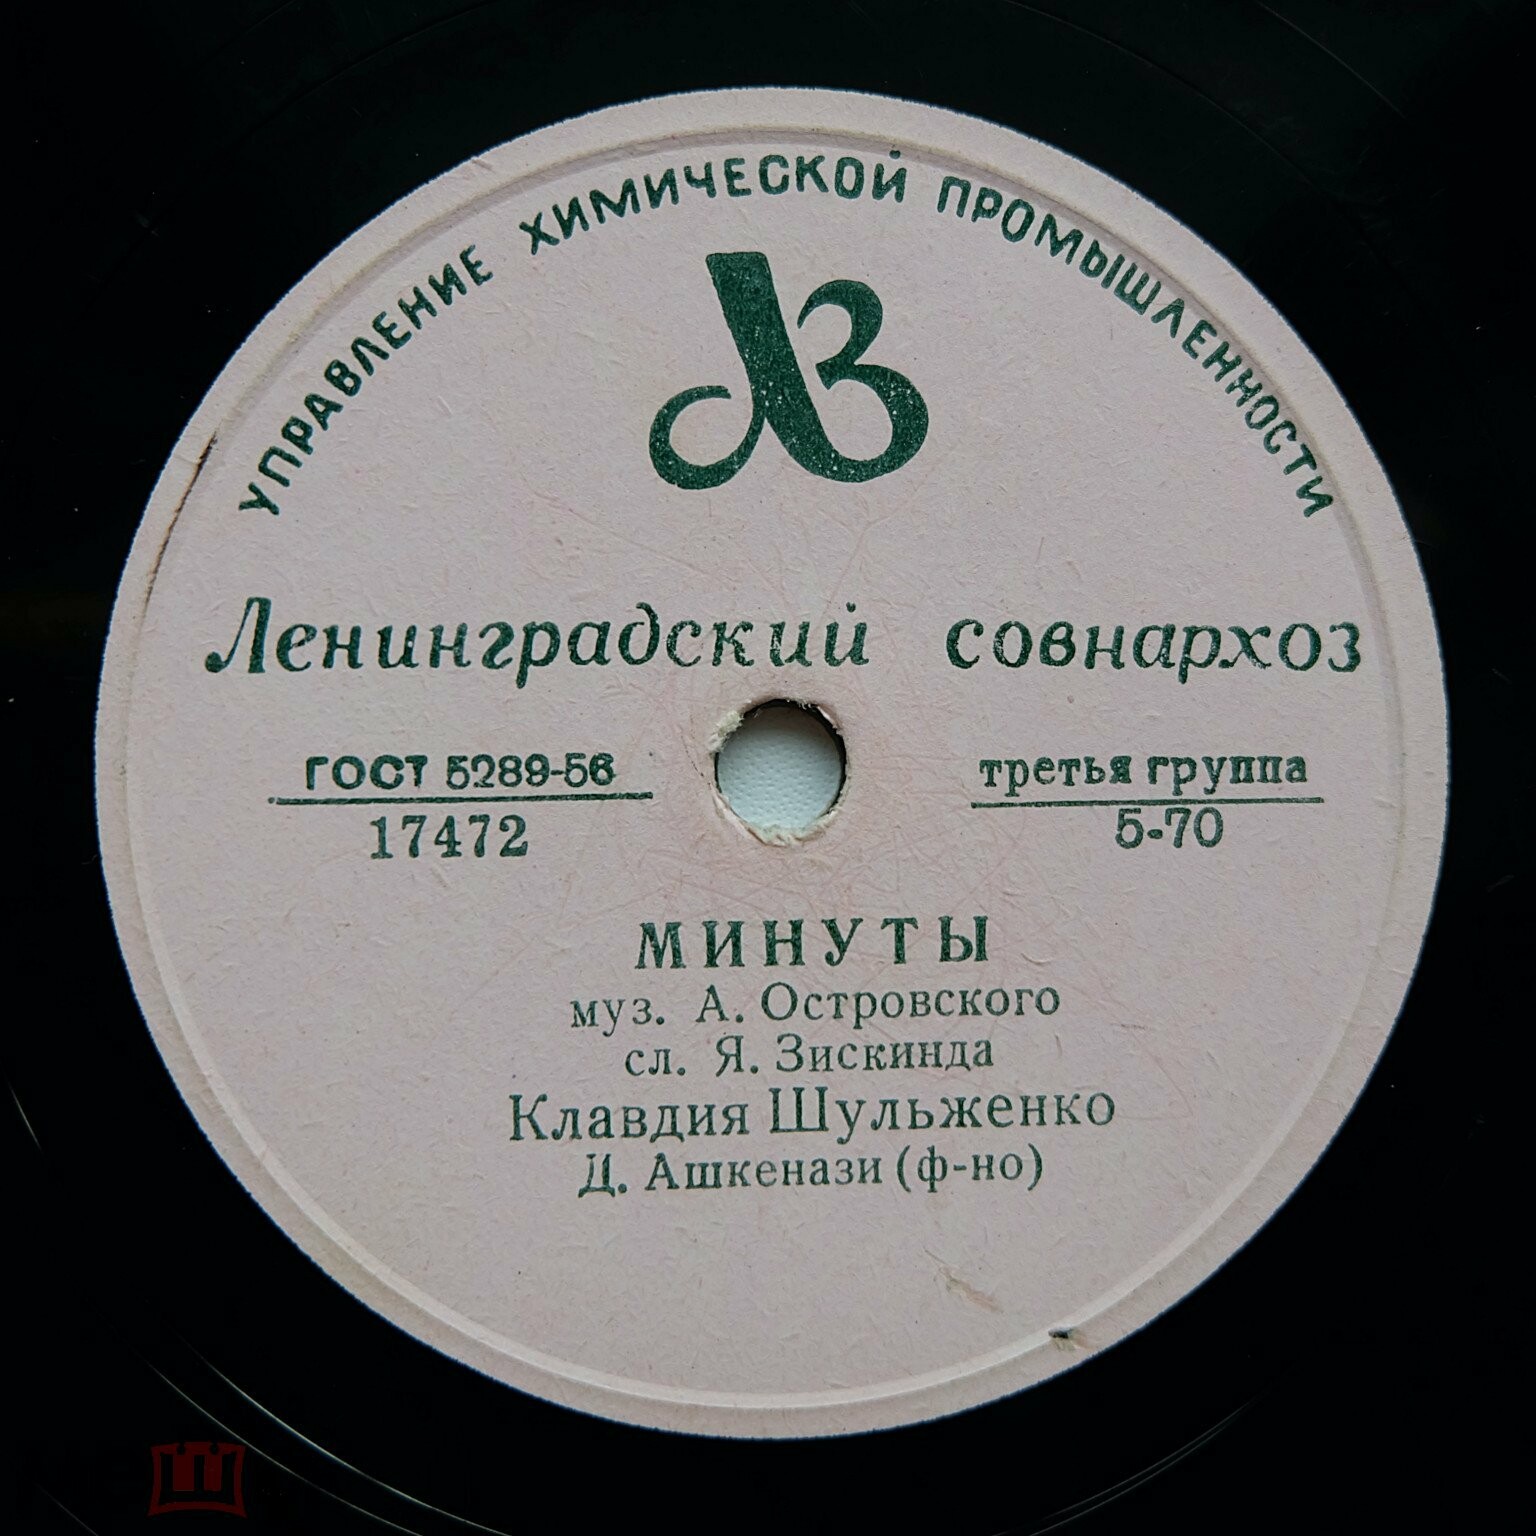 УПРАВЛЕНИЕ ХИМИЧЕСКОЙ ПРОМЫШЛЕННОСТИ
ЛЗ
Ленинградский совнархоз
ГОСТ 5289-56
17472
третья группа
5-70
МИНУТЫ
муз. А. Островского
сл. Я. Зискинда
Клавдия Шульженко
Д. Ашкенази (ф-но)